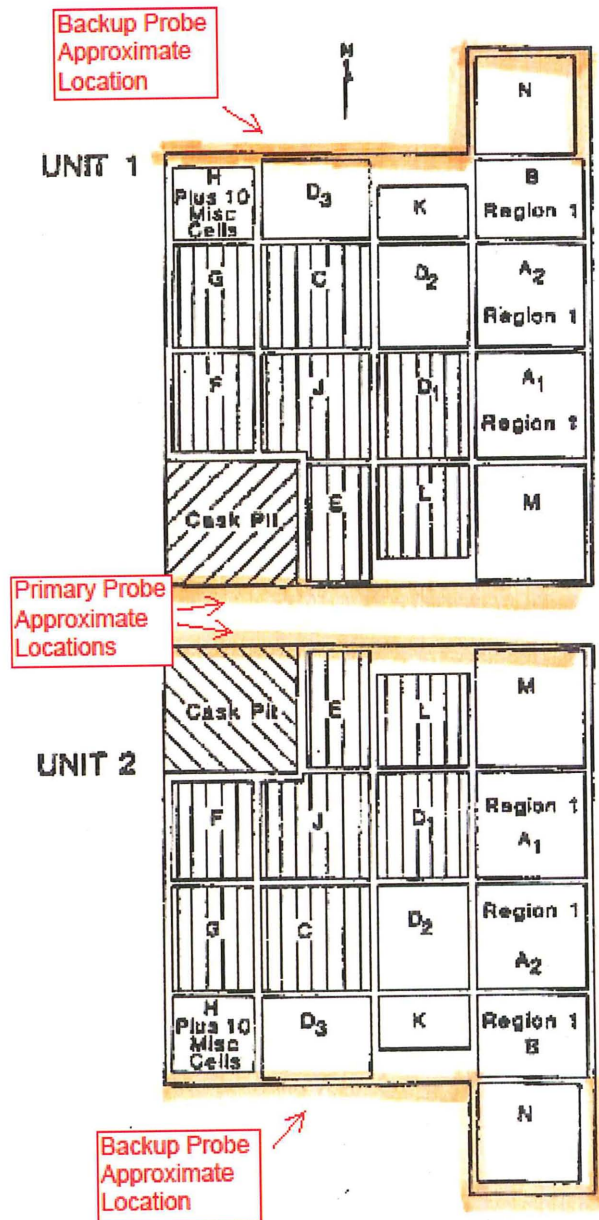 Backup Probe
Approximate
Location
N
N
UNIT 1
H
Plus 10
Misc
Cells
D3
K
B
Region 1
G
C
D2
A2
Region 1
F
J
D1
A1
Region 1
Cask Pit
E
L
M
Primary Probe
Approximate
Locations
Cask Pit
E
L
M
UNIT 2
F
J
D1
Region 1
A1
G
C
D2
Region 1
A2
H
Plus 10
Misc
Cells
D3
K
Region 1
B
N
Backup Probe
Approximate
Location